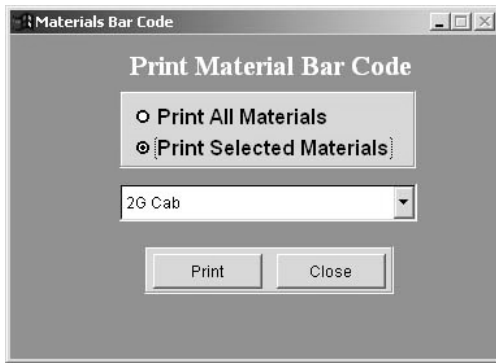 Materials Bar Code
Print Material Bar Code
Print All Materials
Print Selected Materials
2G Cab
Print Close